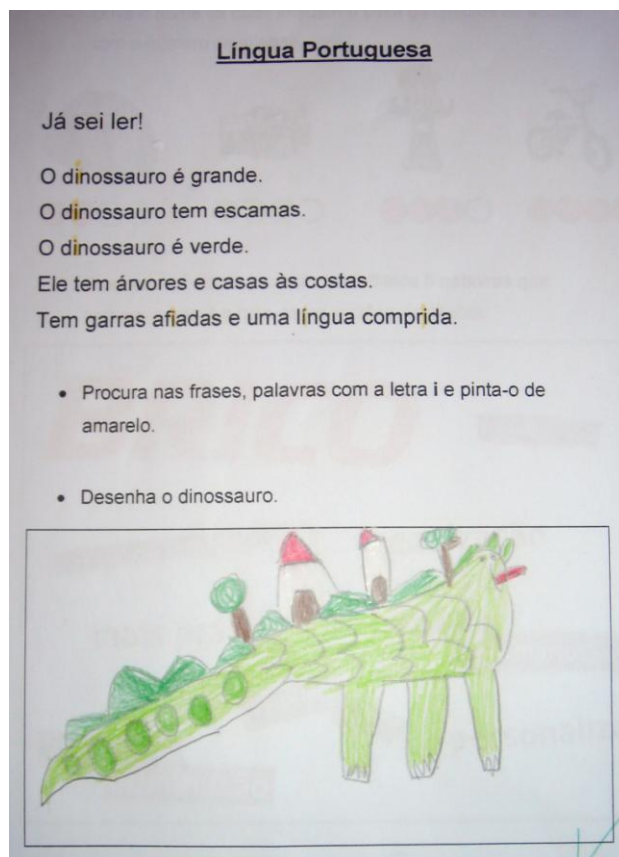 Língua Portuguesa
Já sei ler!
O dinossauro é grande.
O dinossauro tem escamas.
O dinossauro é verde.
Ele tem árvores e casas às costas.
Tem garras afiadas e uma língua comprida.
• Procura nas frases, palavras com a letra i e pinta-o de
amarelo.
• Desenha o dinossauro.